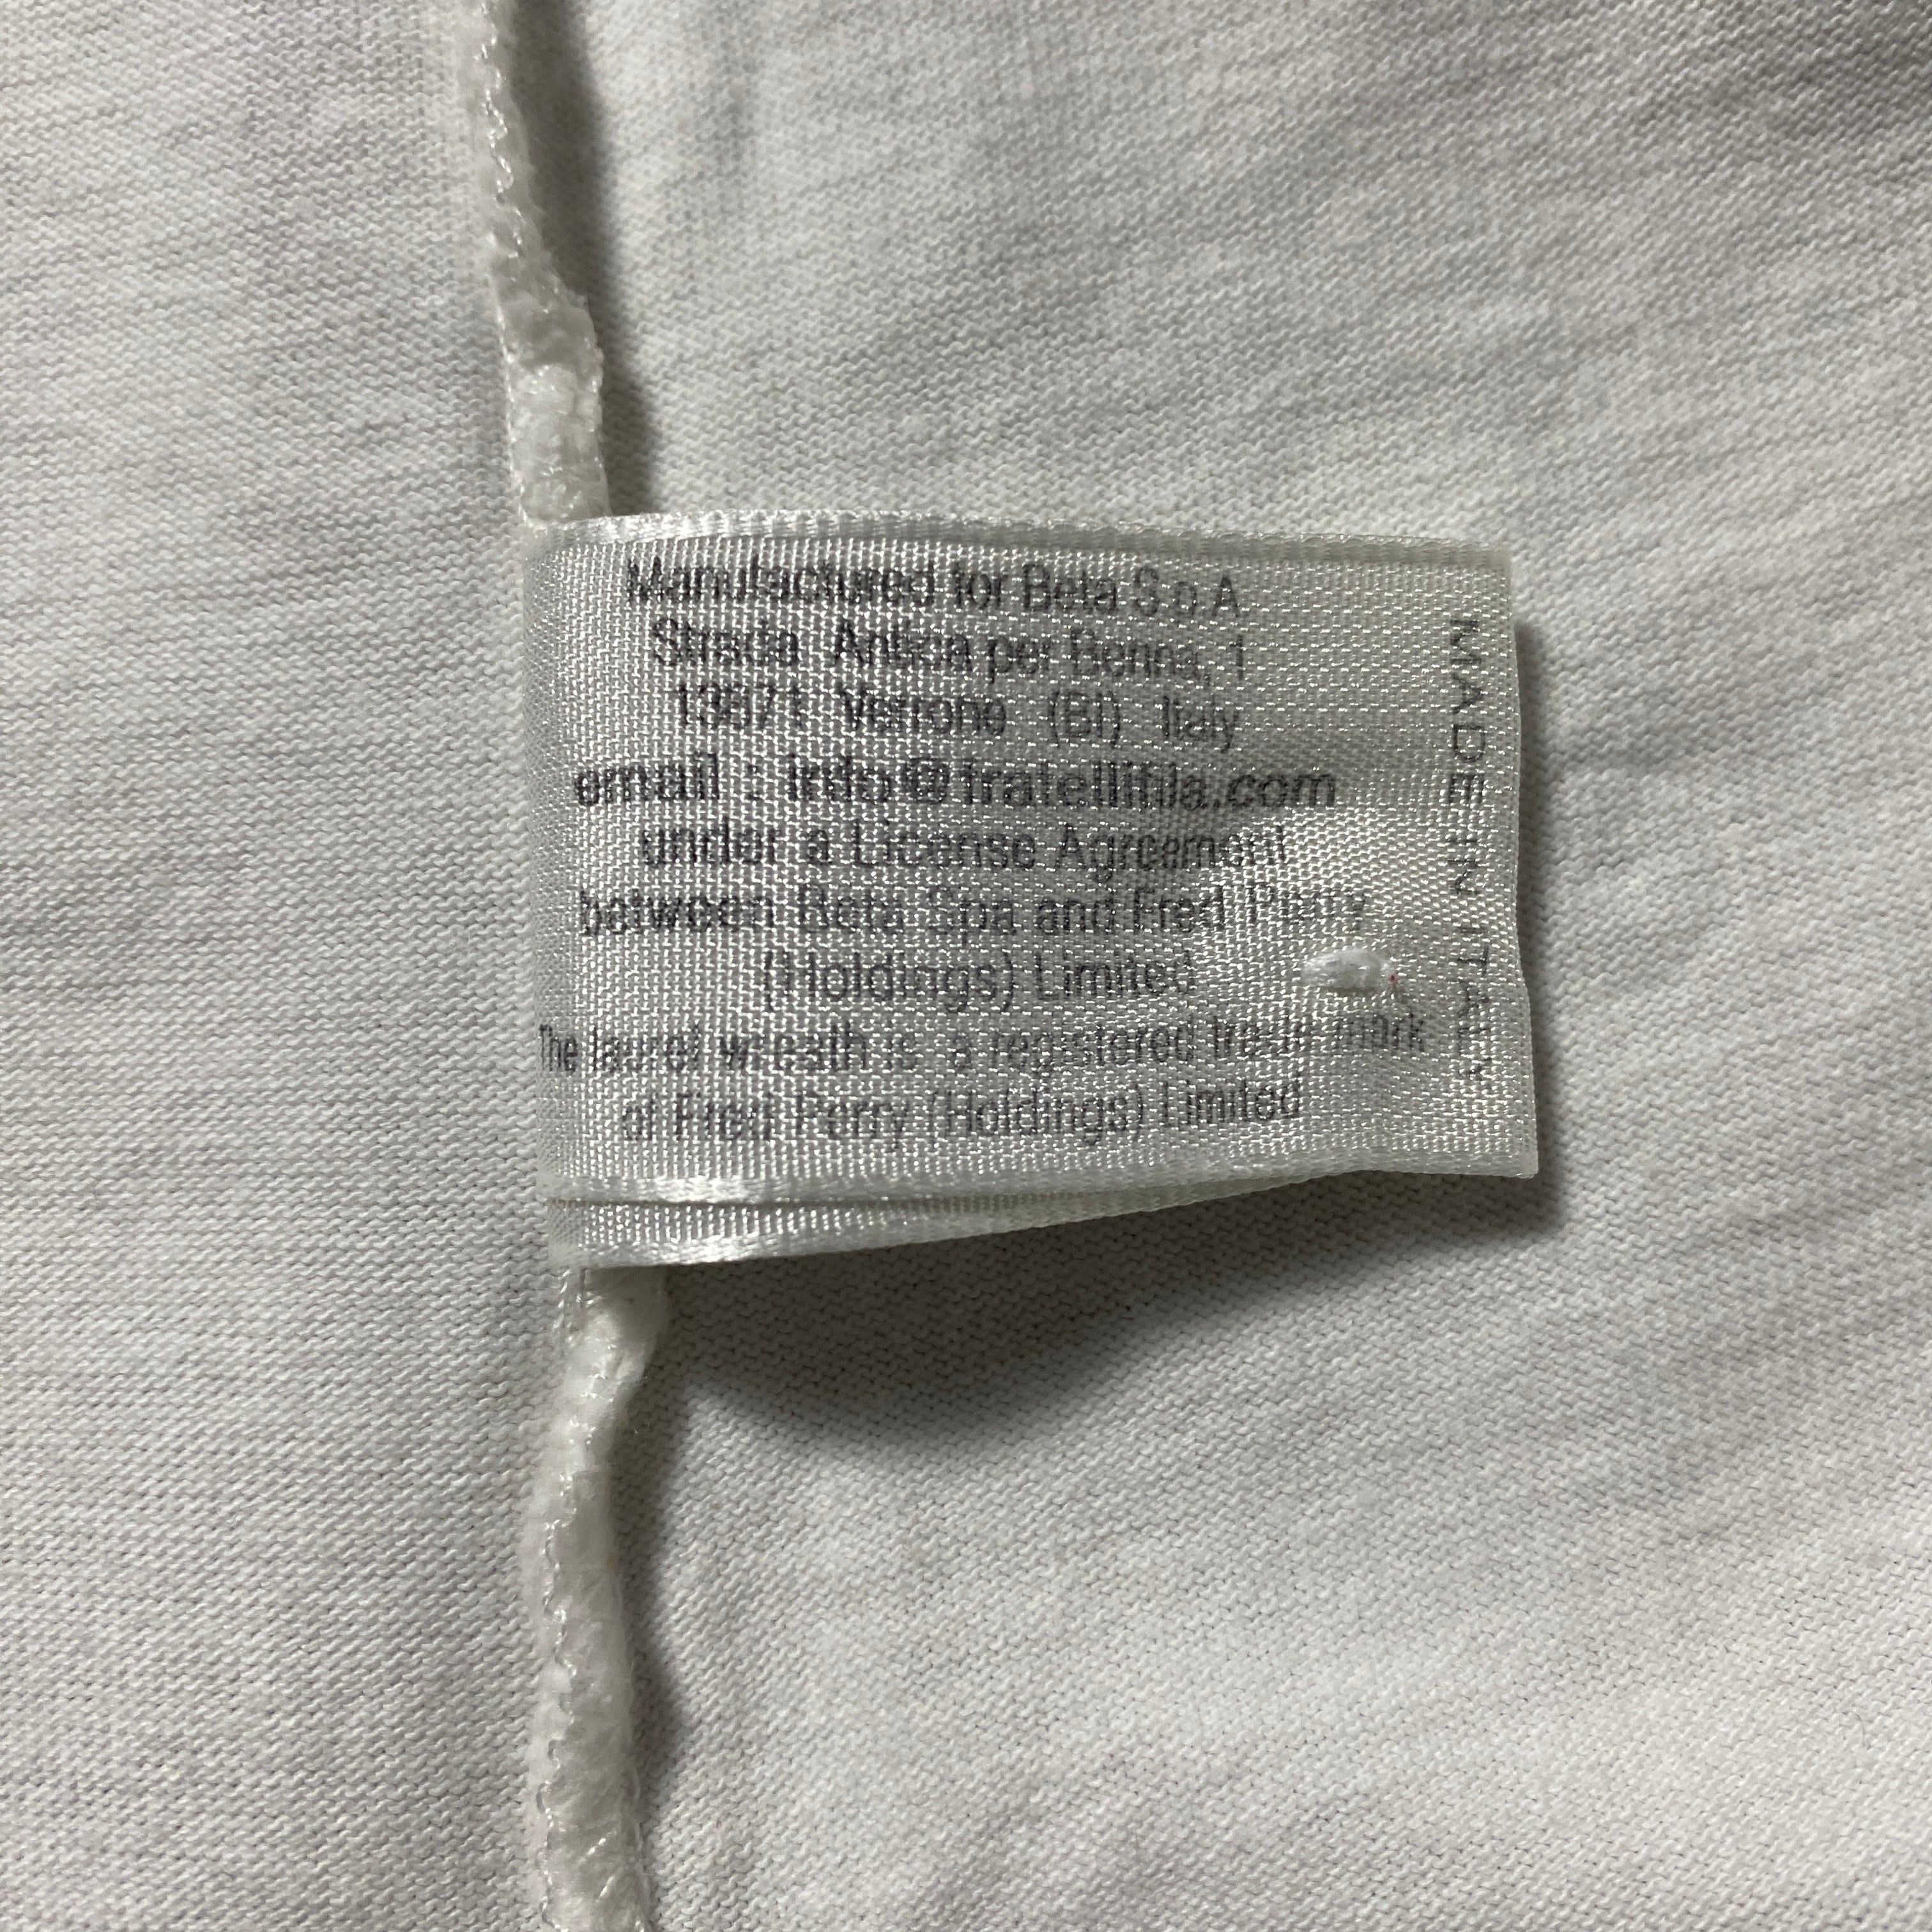 Manufactured for Beta S.p.A
Strada Antica per Benna, 1
13871 Verrone (BI) Italy
email : info@fratellifila.com
under a License Agreement
between Beta Spa and Fred Perry
(Holdings) Limited
The laurel wreath is a registered trade mark
of Fred Perry (Holdings) Limited
MADE IN ITALY